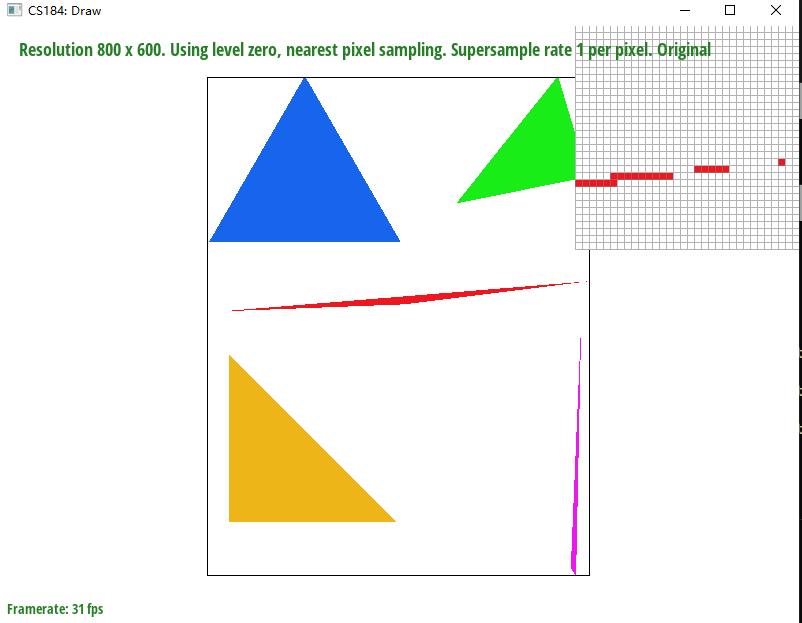 CS184: Draw
Resolution 800 x 600. Using level zero, nearest pixel sampling. Supersample rate 1 per pixel. Original
Framerate: 31 fps